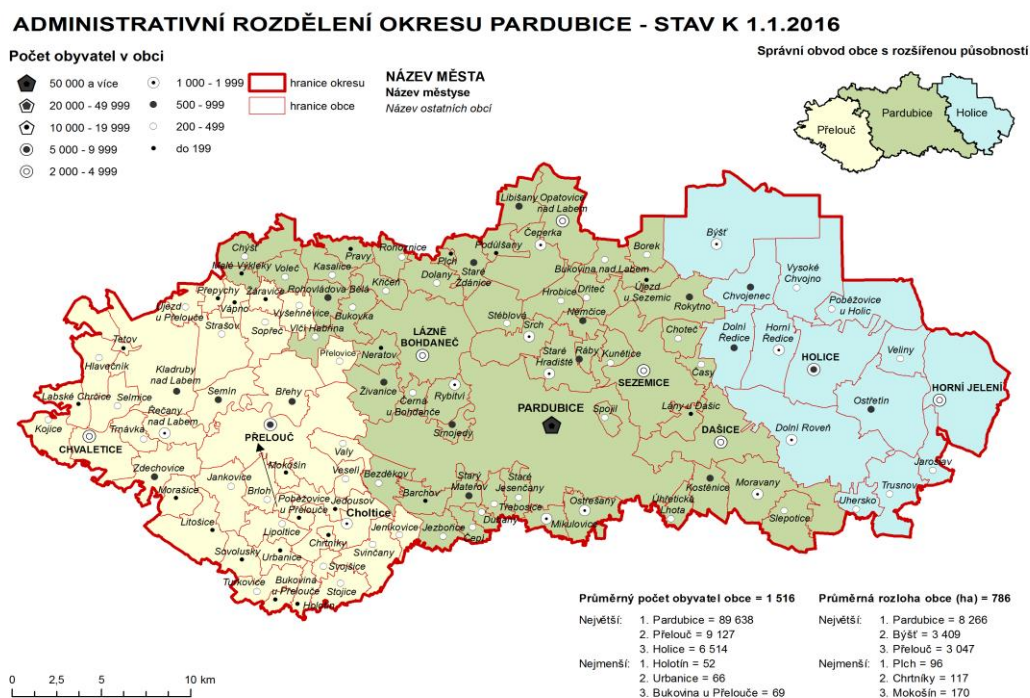 ADMINISTRATIVNÍ ROZDĚLENÍ OKRESU PARDUBICE - STAV K 1.1.2016
Počet obyvatel v obci
50 000 a více
20 000 - 49 999
10 000 - 19 999
5 000 - 9 999
2 000 - 4 999
1 000 - 1 999
500 - 999
200 - 499
do 199
hranice okresu
hranice obce
NÁZEV MĚSTA
Název městyse
Název ostatních obcí
Správní obvod obce s rozšířenou působností
Přelouč
Pardubice
Holice
Libišany
Opatovice
nad Labem
Čeperka
Býšť
Chýšť
Malé Výkleky
Voleč
Pravy
Kasalice
Rohoznice
Plch
Podůlšany
Staré
Ždánice
Dolany
Borek
Bukovina nad Labem
Újezd
u Sezemic
Vysoké
Chvojno
Chvojenec
Poběžovice
u Holic
Přepychy
Žáravice
Vápno
Rohovládova Bělá
Křičeň
Bukovka
Hrobice
Dříteč
Němčice
Rokytno
Újezd
u Přelouče
Strašov
Sopřeč
Vyšehněvice
Vlčí Habřina
Stéblová
Srch
Choteč
Dolní
Ředice
Horní
Ředice
Tetov
Hlavečník
Přelovice
Neratov
LÁZNĚ
BOHDANEČ
Staré
Hradiště
Ráby
Kunětice
SEZEMICE
Časy
HOLICE
Veliny
HORNÍ JELENÍ
Kladruby
nad Labem
Semín
Břehy
Živanice
Černá
u Bohdanče
Rybitví
Labské Chrčice
Selmice
Kojice
Trnávka
Řečany
nad Labem
PŘELOUČ
Srnojedy
PARDUBICE
Spojil
Lány u Dašic
DAŠICE
Ostřetín
Dolní Roveň
CHVALETICE
Zdechovice
Morašice
Jankovice
Mokošín
Brloh
Valy
Veselí
Bezděkov
Barchov
Starý
Mateřov
Staré
Jesenčany
Třebosice
Dubany
Ostřešany
Mikulovice
Úhřetická
Lhota
Kostěnice
Moravany
Slepotice
Uhersko
Trusnov
Jaroslav
Litošice
Poběžovice
u Přelouče
Jedousov
Choltice
Lipoltice
Chrtníky
Jeníkovice
Jezbořice
Čepí
Sovolusky
Urbanice
Svinčany
Svojšice
Turkovice
Bukovina
u Přelouče
Stojice
Holotín
Průměrný počet obyvatel obce = 1 516
Největší: 1. Pardubice = 89 638
2. Přelouč = 9 127
3. Holice = 6 514
Nejmenší: 1. Holotín = 52
2. Urbanice = 66
3. Bukovina u Přelouče = 69
Průměrná rozloha obce (ha) = 786
Největší: 1. Pardubice = 8 266
2. Býšť = 3 409
3. Přelouč = 3 047
Nejmenší: 1. Plch = 96
2. Chrtníky = 117
3. Mokošín = 170
0 2,5 5 10 km